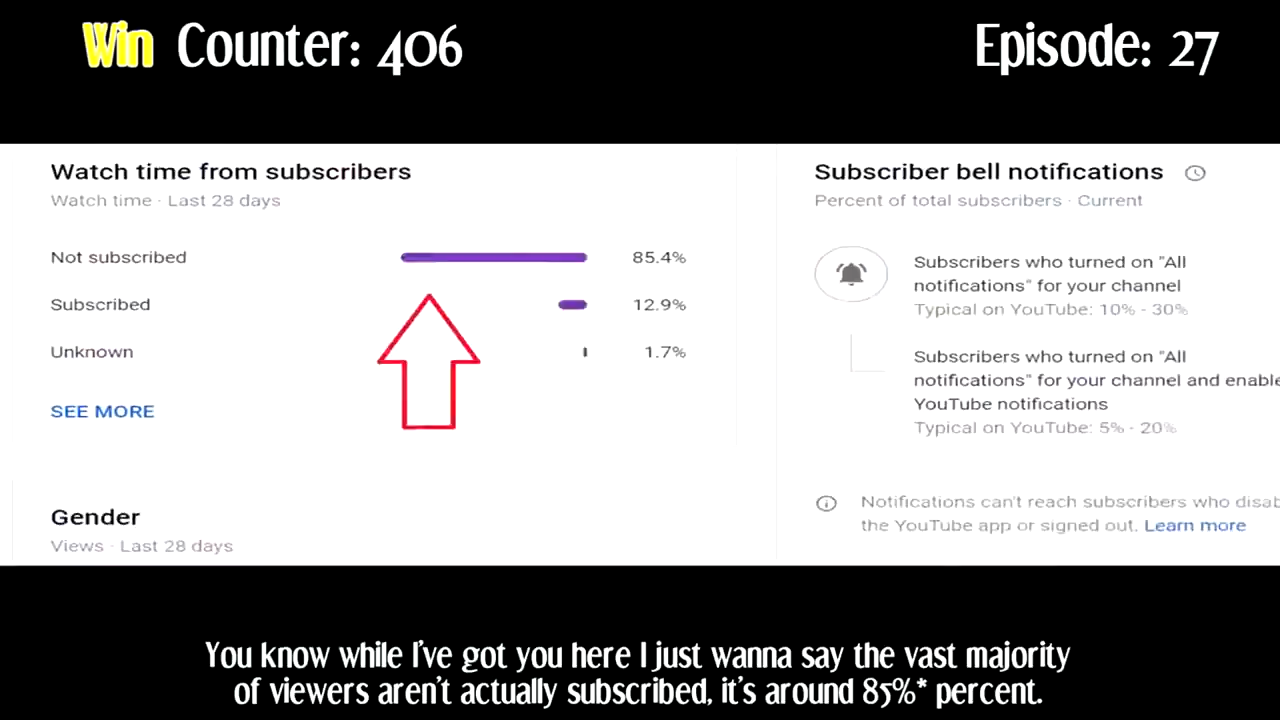 Win Counter: 406
Episode: 27
Watch time from subscribers
Watch time · Last 28 days
Not subscribed 85.4%
Subscribed 12.9%
Unknown 1.7%
SEE MORE
Gender
Views · Last 28 days
Subscriber bell notifications
Percent of total subscribers · Current
Subscribers who turned on "All
notifications" for your channel
Typical on YouTube: 10% - 30%
Subscribers who turned on "All
notifications" for your channel and enable
YouTube notifications
Typical on YouTube: 5% - 20%
Notifications can't reach subscribers who disab
the YouTube app or signed out. Learn more
You know while I've got you here I just wanna say the vast majority
of viewers aren't actually subscribed, it's around 85%* percent.